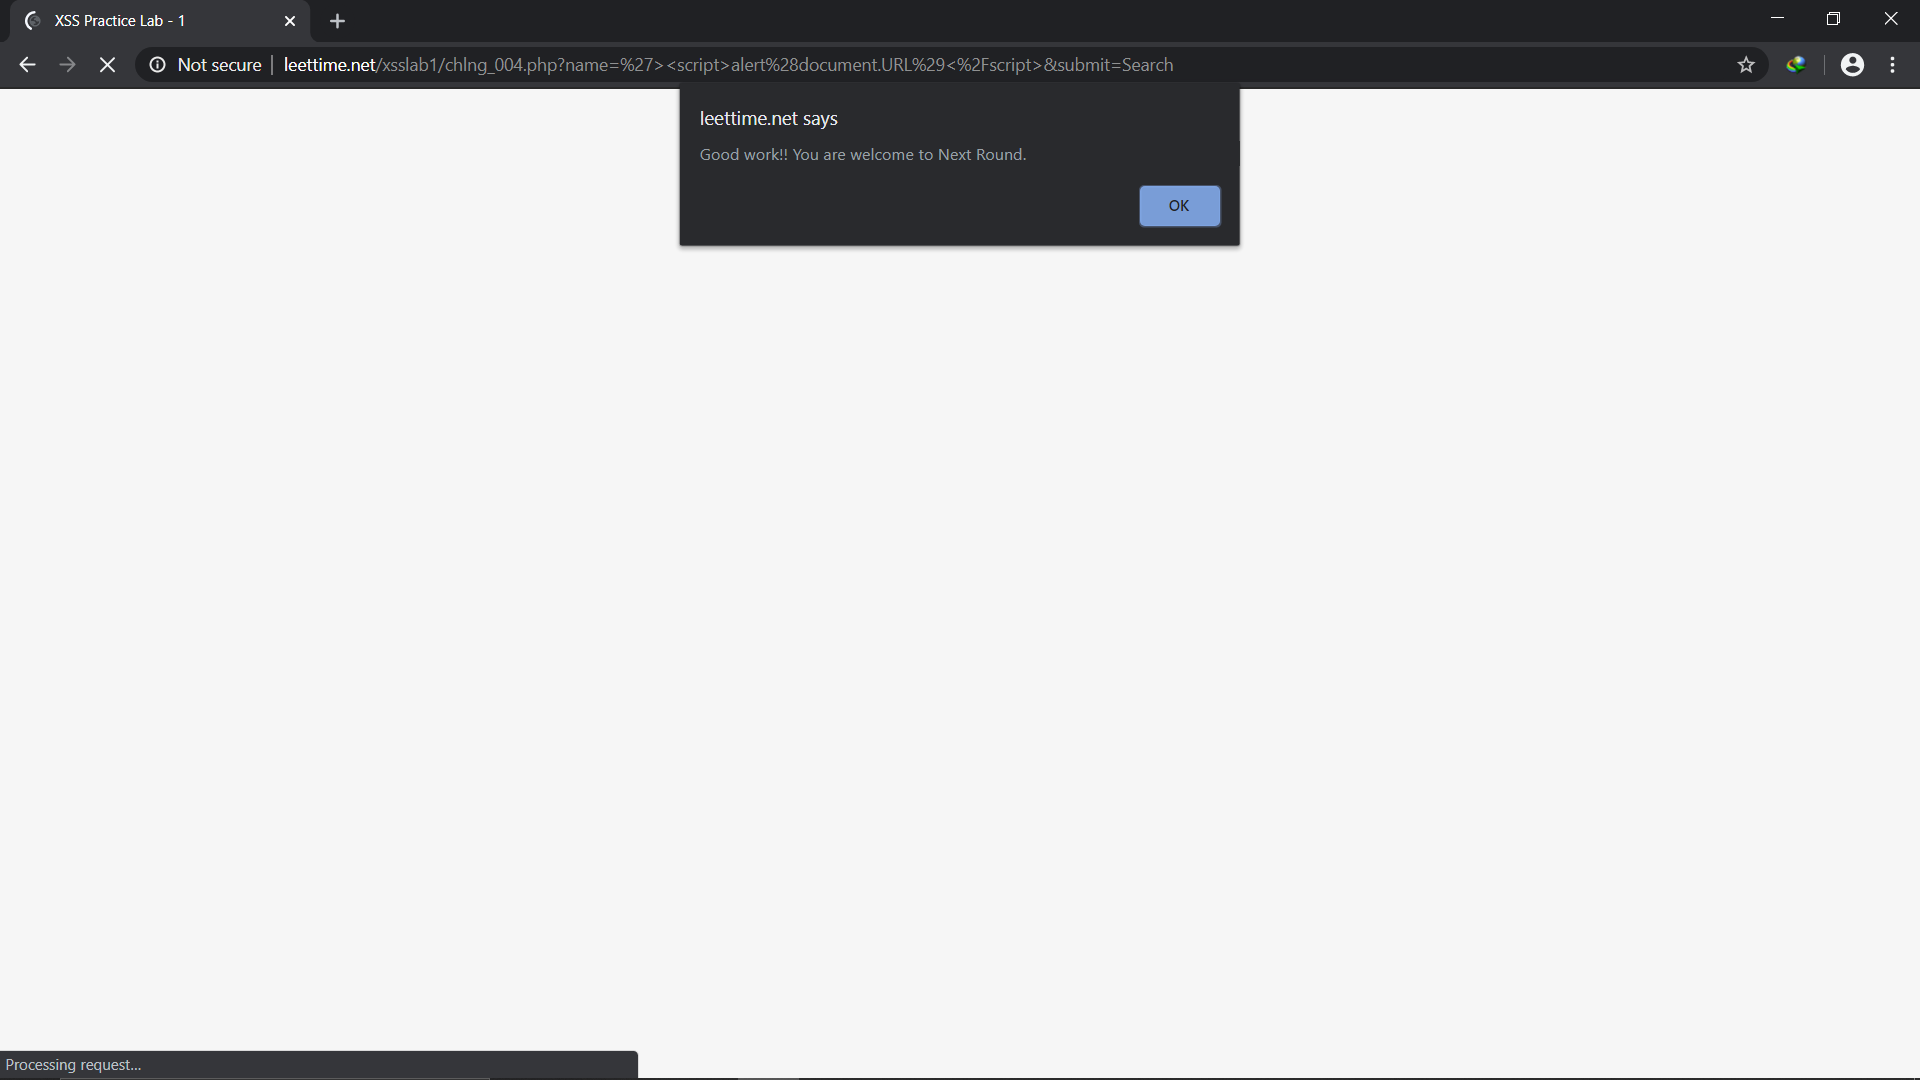 XSS Practice Lab - 1
Not secure | leettime.net/xsslab1/chlng_004.php?name=%27><script>alert%28document.URL%29<%2Fscript>&submit=Search
leettime.net says
Good work!! You are welcome to Next Round.
OK
Processing request...